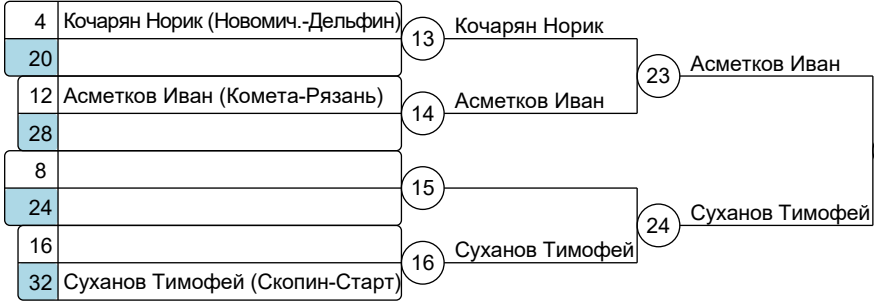 4 Кочарян Норик (Новомич.-Дельфин)
13 Кочарян Норик
20
23 Асметков Иван
12 Асметков Иван (Комета-Рязань)
14 Асметков Иван
28
8
15
24
24 Суханов Тимофей
16
16 Суханов Тимофей
32 Суханов Тимофей (Скопин-Старт)